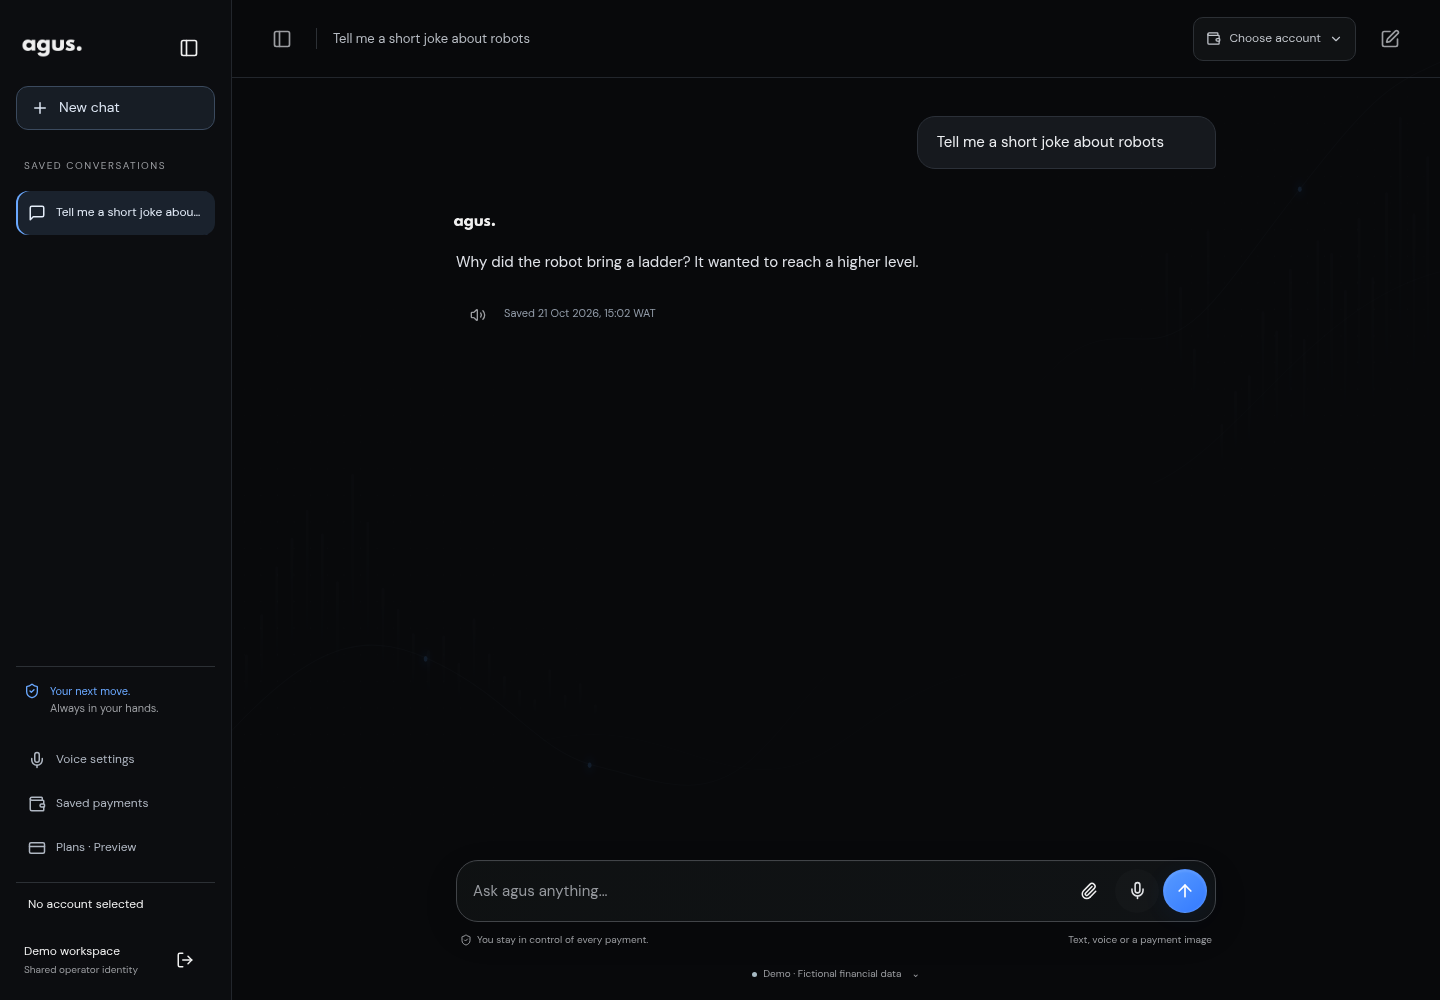 agus.
New chat
SAVED CONVERSATIONS
Tell me a short joke abou...
Your next move.
Always in your hands.
Voice settings
Saved payments
Plans · Preview
No account selected
Demo workspace
Shared operator identity
Tell me a short joke about robots
Choose account
Tell me a short joke about robots
agus.
Why did the robot bring a ladder? It wanted to reach a higher level.
Saved 21 Oct 2026, 15:02 WAT
Ask agus anything...
You stay in control of every payment.
Text, voice or a payment image
Demo · Fictional financial data